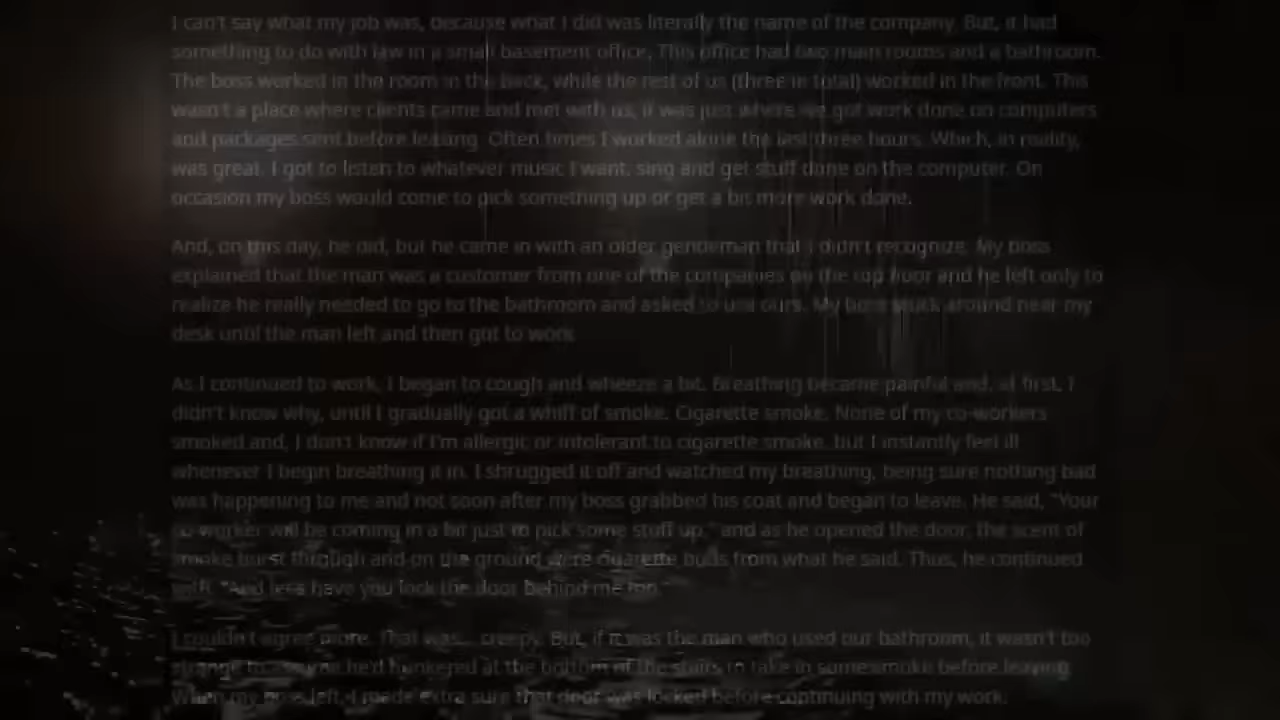 I can't say what my job was, because what I did was literally the name of the company. But, it had
something to do with law in a small basement office. This office had two main rooms and a bathroom.
The boss worked in the room in the back, while the rest of us (three in total) worked in the front. This
wasn't a place where clients came and met with us, it was just where we got work done on computers
and packages sent before leaving. Often times I worked alone the last three hours. Which, in reality,
was great. I got to listen to whatever music I want, sing and get stuff done on the computer. On
occasion my boss would come to pick something up or get a bit more work done.
And, on this day, he did, but he came in with an older gentleman that I didn't recognize. My boss
explained that the man was a customer from one of the companies on the top floor and he left only to
realize he really needed to go to the bathroom and asked to use ours. My boss stuck around near my
desk until the man left and then got to work.
As I continued to work, I began to cough and wheeze a bit. Breathing became painful and, at first, I
didn't know why, until I gradually got a whiff of smoke. Cigarette smoke. None of my co-workers
smoked and, I don't know if I'm allergic or intolerant to cigarette smoke, but I instantly feel ill
whenever I begin breathing it in. I shrugged it off and watched my breathing, being sure nothing bad
was happening to me and not soon after my boss grabbed his coat and began to leave. He said, "Your
co-worker will be coming in a bit just to pick some stuff up," and as he opened the door, the scent of
smoke burst through and on the ground were cigarette buds from what he said. Thus, he continued
with, "And lets have you lock the door behind me too."
I couldn't agree more. That was... creepy. But, if it was the man who used our bathroom, it wasn't too
strange to assume he'd hunkered at the bottom of the stairs to take in some smoke before leaving.
When my boss left, I made extra sure that door was locked before continuing with my work.